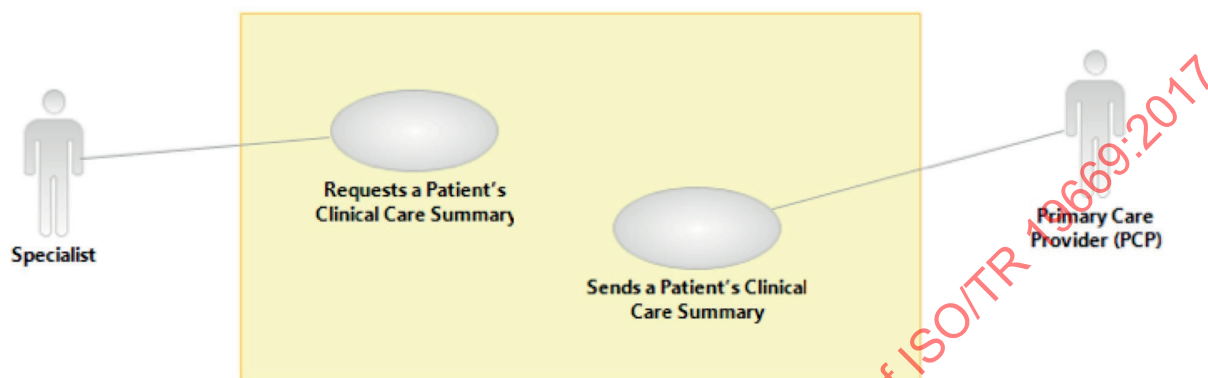 Requests a Patient's
Clinical Care Summary
Specialist
Sends a Patient's Clinical
Care Summary
Primary Care
Provider (PCP)
f ISO/TR 19669:2017